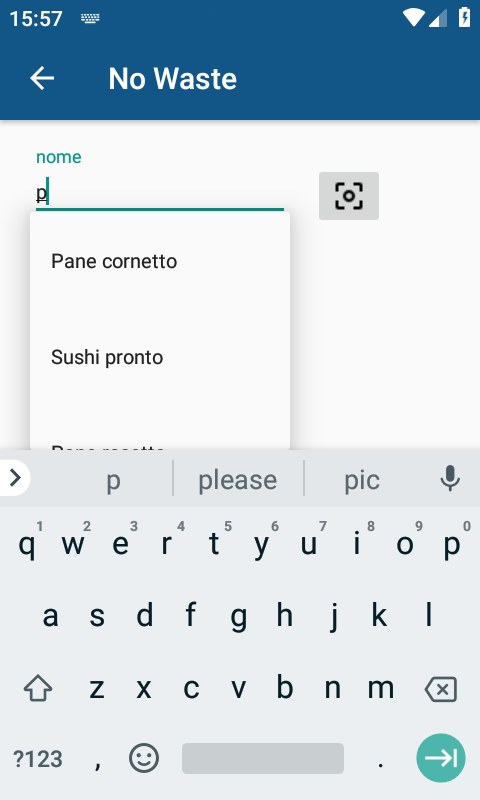 15:57
No Waste
nome
p
Pane cornetto
Sushi pronto
p please pic
1 2 3 4 5 6 7 8 9 0
q w e r t y u i o p
a s d f g h j k l
z x c v b n m
?123 , .